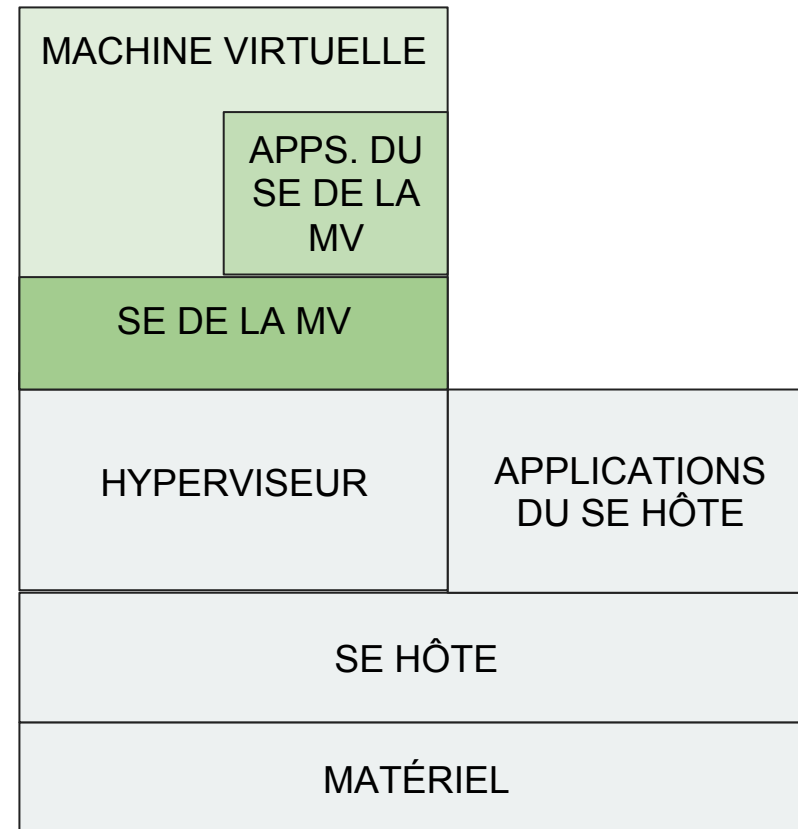 MACHINE VIRTUELLE
APPS. DU
SE DE LA
MV
SE DE LA MV
HYPERVISEUR
APPLICATIONS
DU SE HÔTE
SE HÔTE
MATÉRIEL